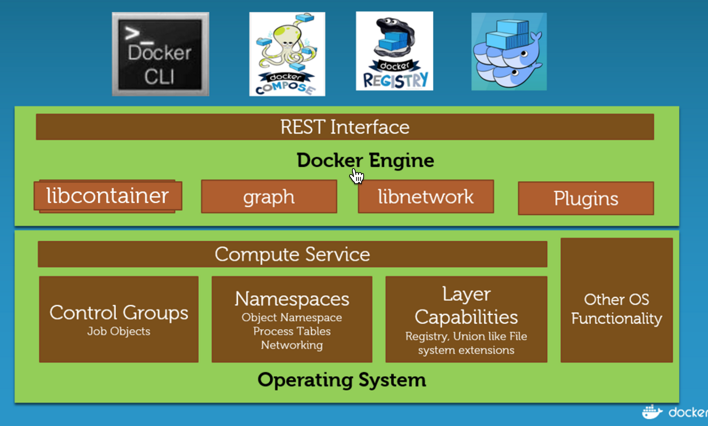 >_
Docker
CLI
docker
COMPOSE
docker
REGISTRY
REST Interface
Docker Engine
libcontainer
graph
libnetwork
Plugins
Compute Service
Control Groups
Job Objects
Namespaces
Object Namespace
Process Tables
Networking
Layer
Capabilities
Registry, Union like File
system extensions
Other OS
Functionality
Operating System
docker